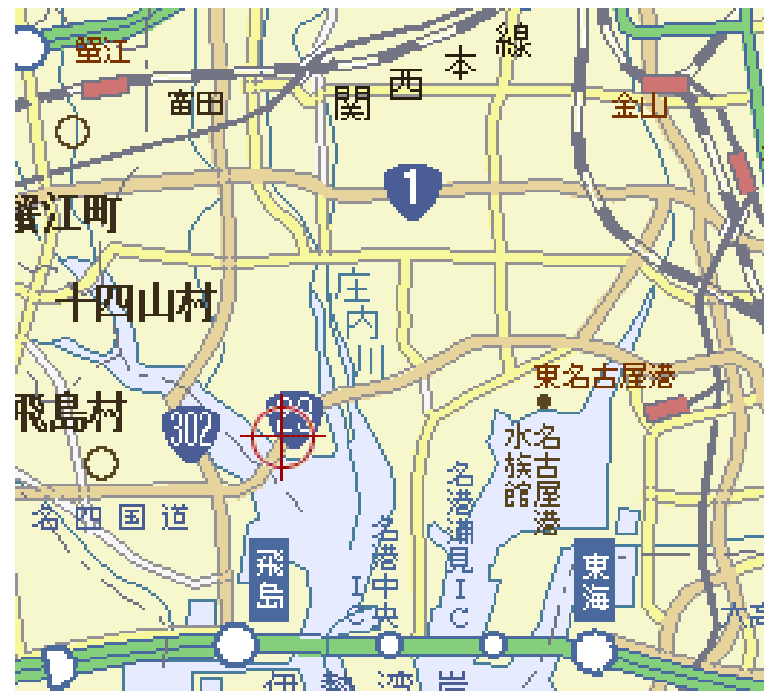 蟹江
富田
関西本線
金山
1
蟹江町
十四山村
庄内川
東名古屋港
飛島村
302
名古屋港
水族館
名四国道
名港潮見IC
名港中央IC
飛島
東海
伊勢湾岸